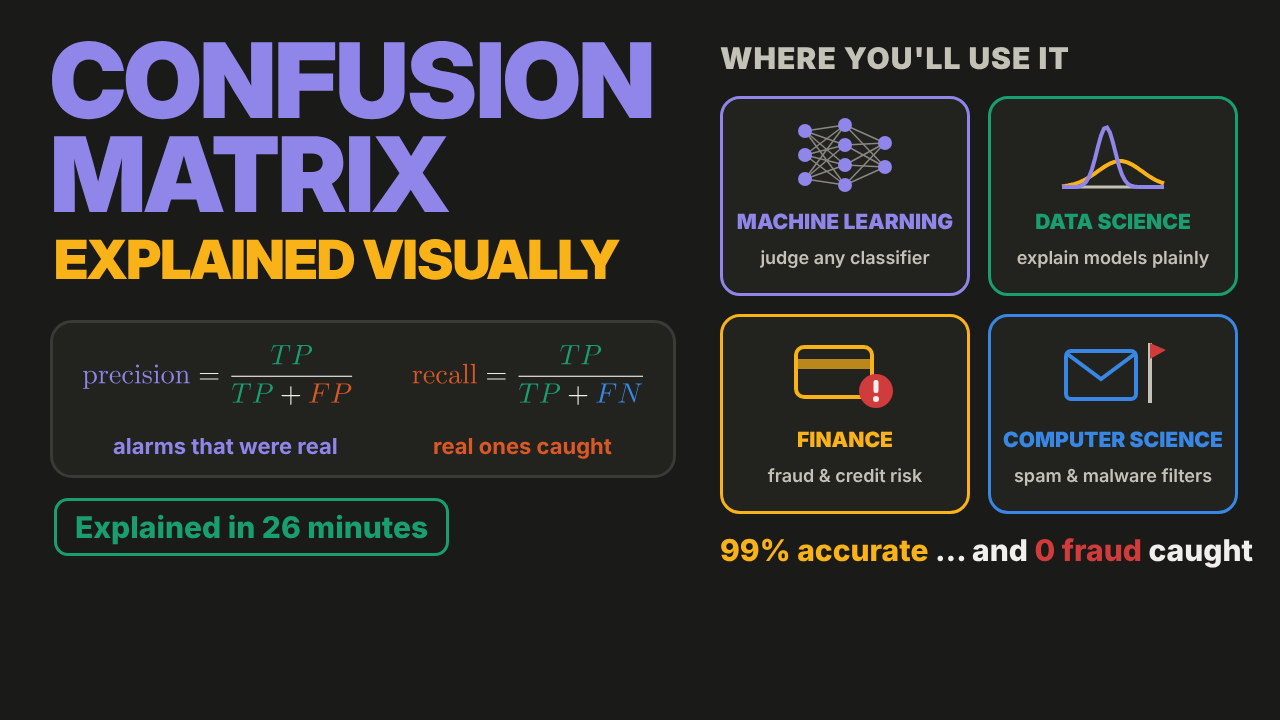 CONFUSION
MATRIX
EXPLAINED VISUALLY
precision = TP / (TP + FP)
alarms that were real
recall = TP / (TP + FN)
real ones caught
Explained in 26 minutes
WHERE YOU'LL USE IT
MACHINE LEARNING
judge any classifier
DATA SCIENCE
explain models plainly
FINANCE
fraud & credit risk
COMPUTER SCIENCE
spam & malware filters
99% accurate ... and 0 fraud caught